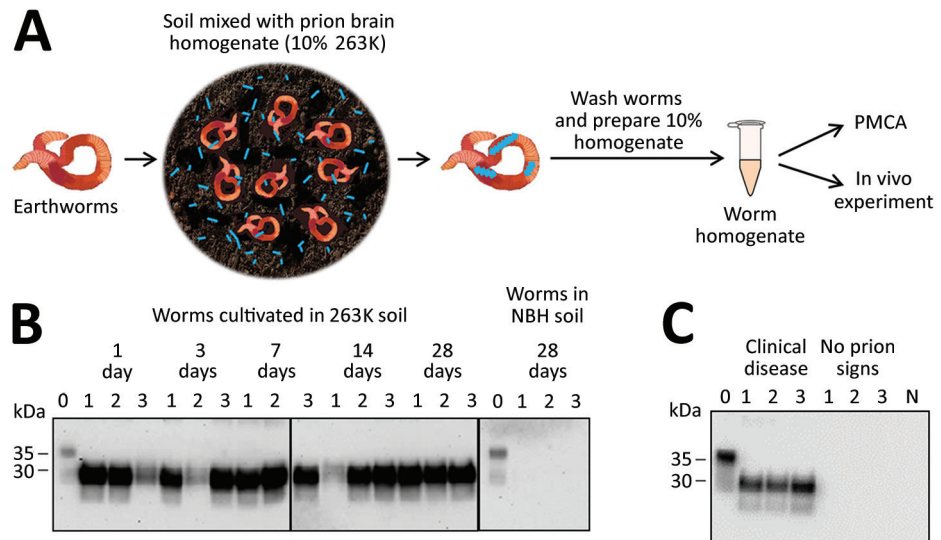 A
Soil mixed with prion brain
homogenate (10% 263K)
Earthworms
Wash worms
and prepare 10%
homogenate
Worm
homogenate
PMCA
In vivo
experiment
B
Worms cultivated in 263K soil
Worms in
NBH soil
1
day
3
days
7
days
14
days
28
days
28
days
kDa
0 1 2 3 1 2 3 1 2 3 1 2 3 1 2 3 0 1 2 3
35
30
C
Clinical
disease
No prion
signs
kDa
0 1 2 3 1 2 3 N
35
30